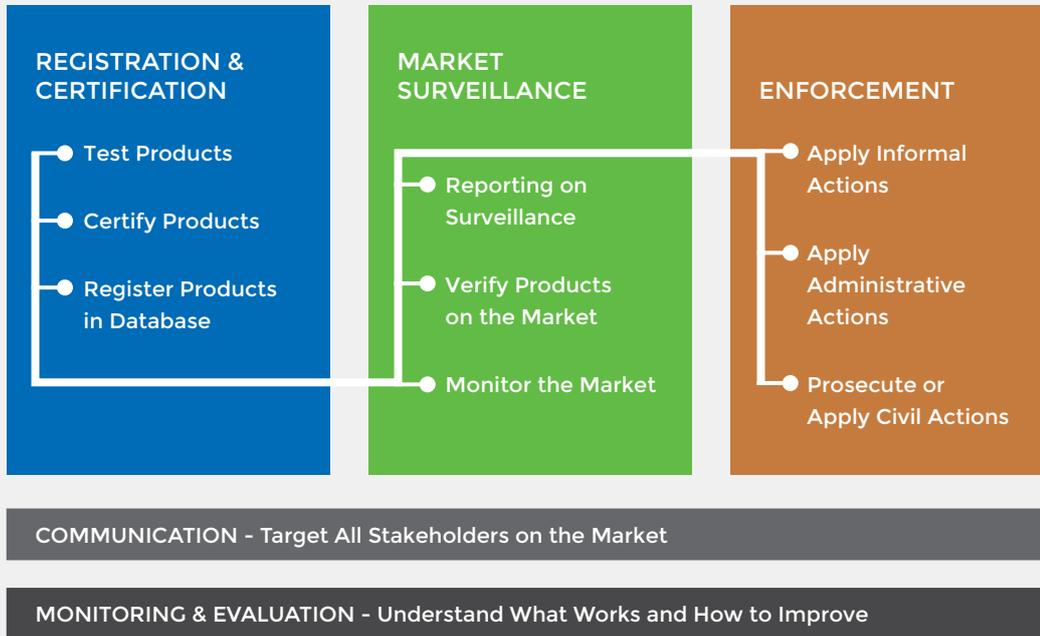 REGISTRATION &
CERTIFICATION
Test Products
Certify Products
Register Products
in Database
MARKET
SURVEILLANCE
Reporting on
Surveillance
Verify Products
on the Market
Monitor the Market
ENFORCEMENT
Apply Informal
Actions
Apply
Administrative
Actions
Prosecute or
Apply Civil Actions
COMMUNICATION - Target All Stakeholders on the Market
MONITORING & EVALUATION - Understand What Works and How to Improve